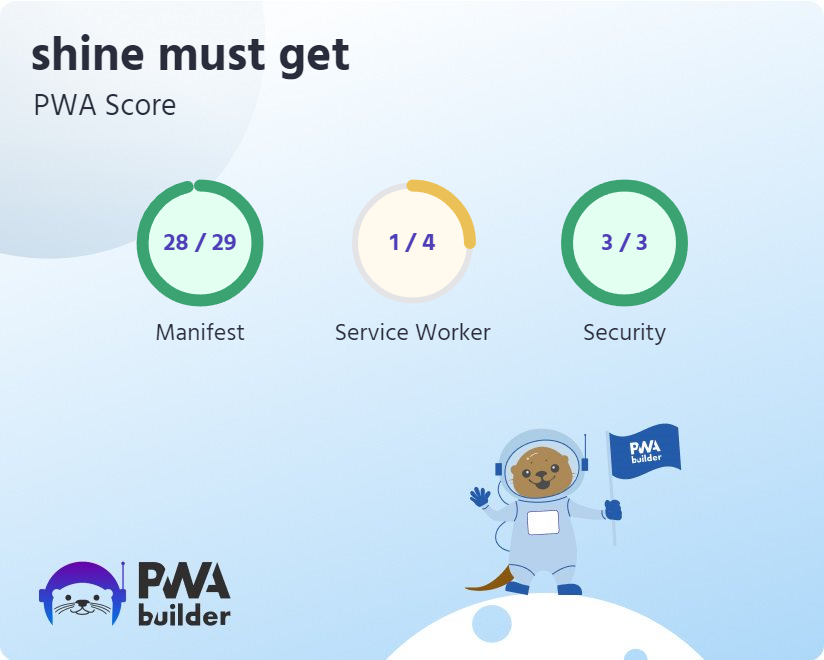 shine must get
PWA Score
28 / 29
1 / 4
3 / 3
Manifest
Service Worker
Security
PWA
builder
PWA
builder